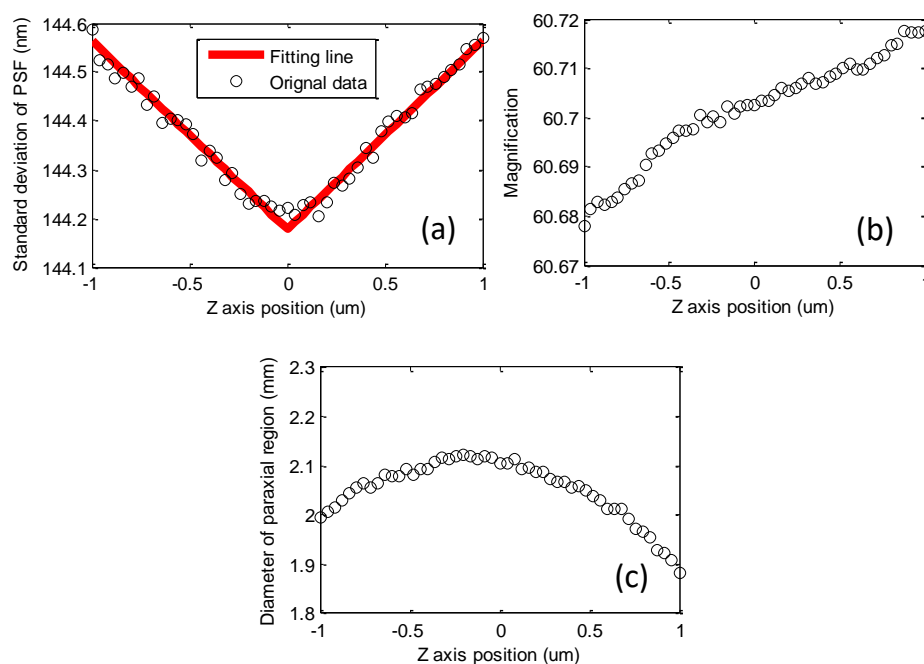 144.6
144.5
144.4
144.3
144.2
144.1
Standard deviation of PSF (nm)
Fitting line
Orignal data
(a)
-1 -0.5 0 0.5 1
Z axis position (um)
60.72
60.71
60.7
60.69
60.68
60.67
Magnification
(b)
-1 -0.5 0 0.5 1
Z axis position (um)
2.3
2.2
2.1
2
1.9
1.8
Diameter of paraxial region (mm)
(c)
-1 -0.5 0 0.5 1
Z axis position (um)